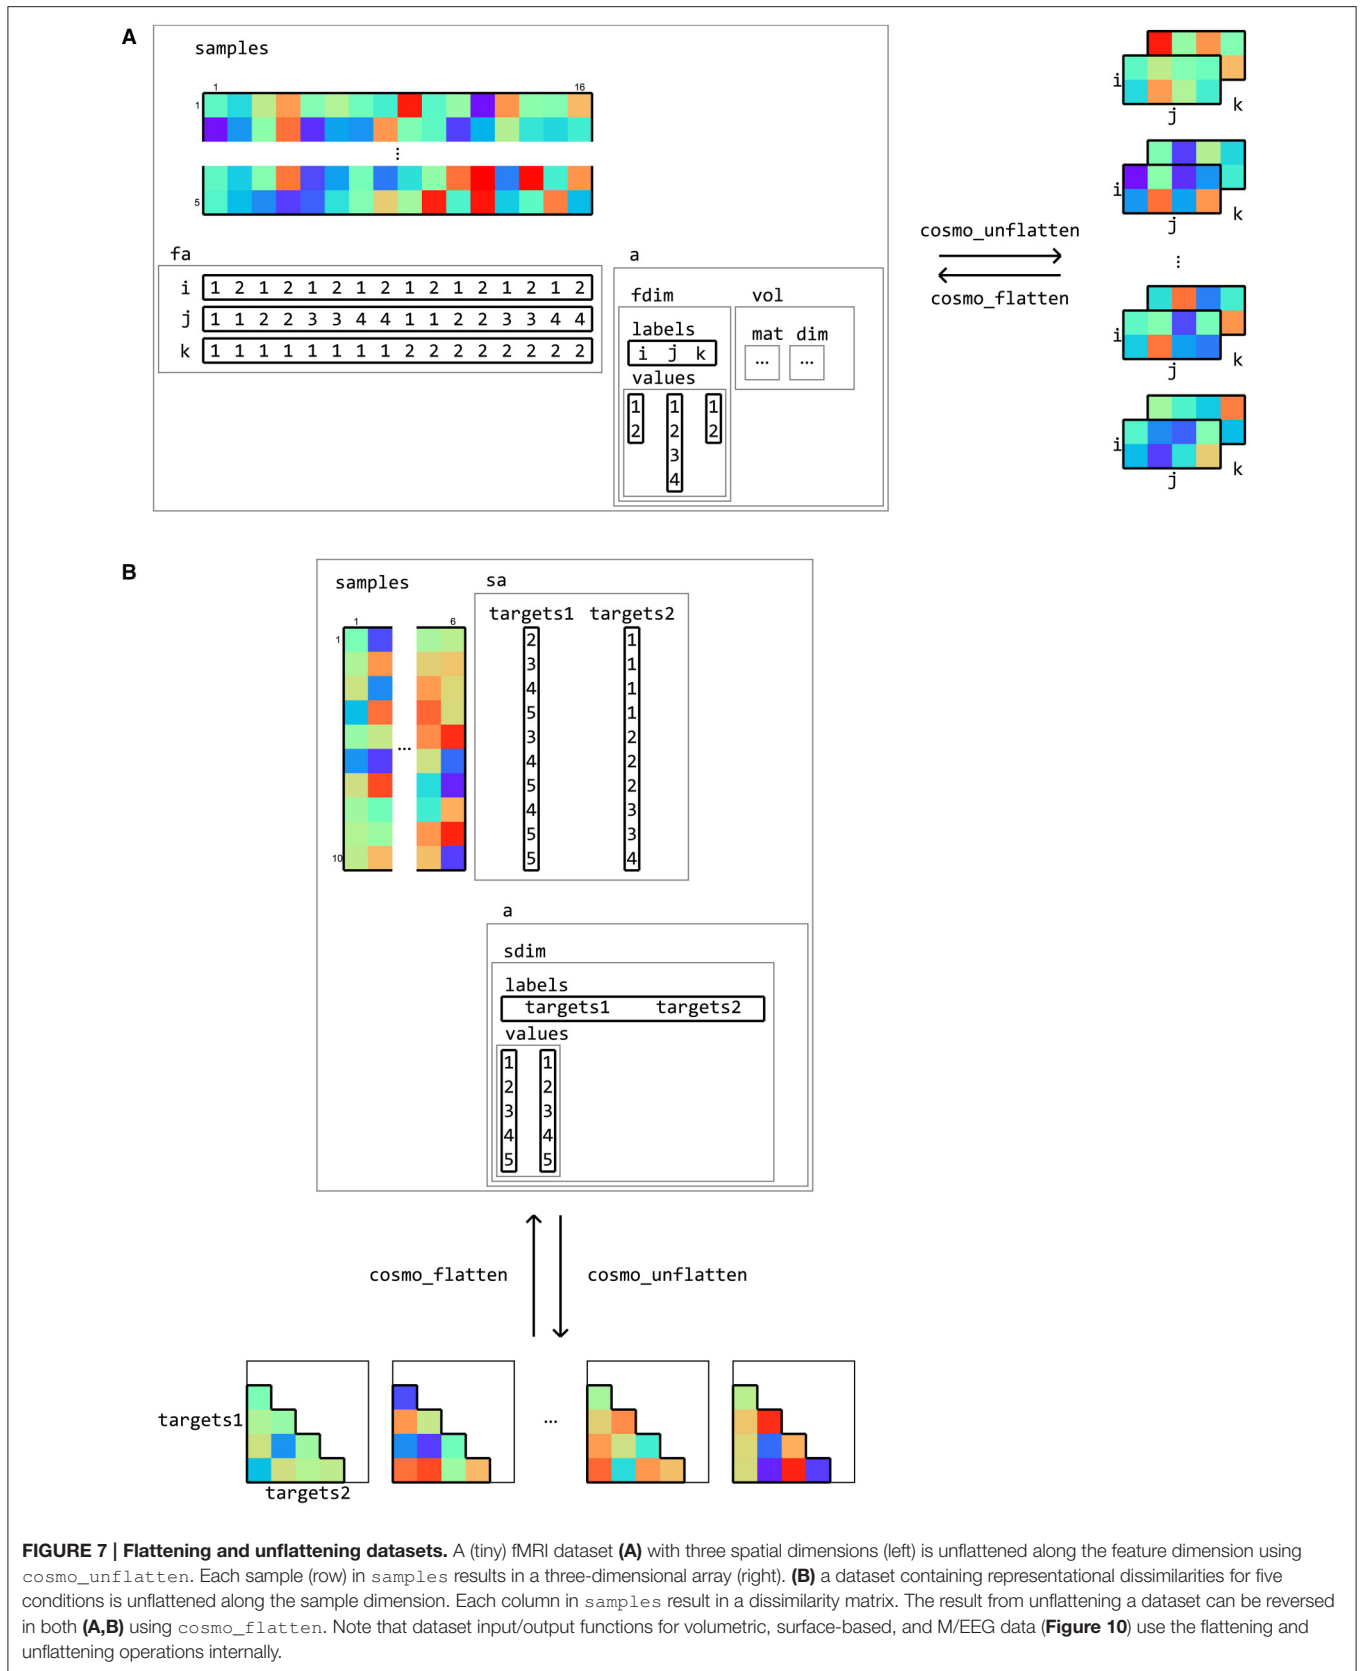 A
samples
1 16
1
⋮
5
fa
i 1 2 1 2 1 2 1 2 1 2 1 2 1 2 1 2
j 1 1 2 2 3 3 4 4 1 1 2 2 3 3 4 4
k 1 1 1 1 1 1 1 1 2 2 2 2 2 2 2 2
a
fdim vol
labels
i j k
mat dim
... ...
values
1 1 1
2 2 2
3
4
cosmo_unflatten
cosmo_flatten
i
j
k
i
j
k
⋮
i
j
k
i
j
k
B
samples sa
targets1 targets2
1 6
1
...
10
2 1
3 1
4 1
5 1
3 2
4 2
5 2
4 3
5 3
5 4
a
sdim
labels
targets1 targets2
values
1 1
2 2
3 3
4 4
5 5
cosmo_flatten cosmo_unflatten
targets1
...
targets2
FIGURE 7 | Flattening and unflattening datasets. A (tiny) fMRI dataset (A) with three spatial dimensions (left) is unflattened along the feature dimension using
cosmo_unflatten. Each sample (row) in samples results in a three-dimensional array (right). (B) a dataset containing representational dissimilarities for five
conditions is unflattened along the sample dimension. Each column in samples result in a dissimilarity matrix. The result from unflattening a dataset can be reversed
in both (A,B) using cosmo_flatten. Note that dataset input/output functions for volumetric, surface-based, and M/EEG data (Figure 10) use the flattening and
unflattening operations internally.